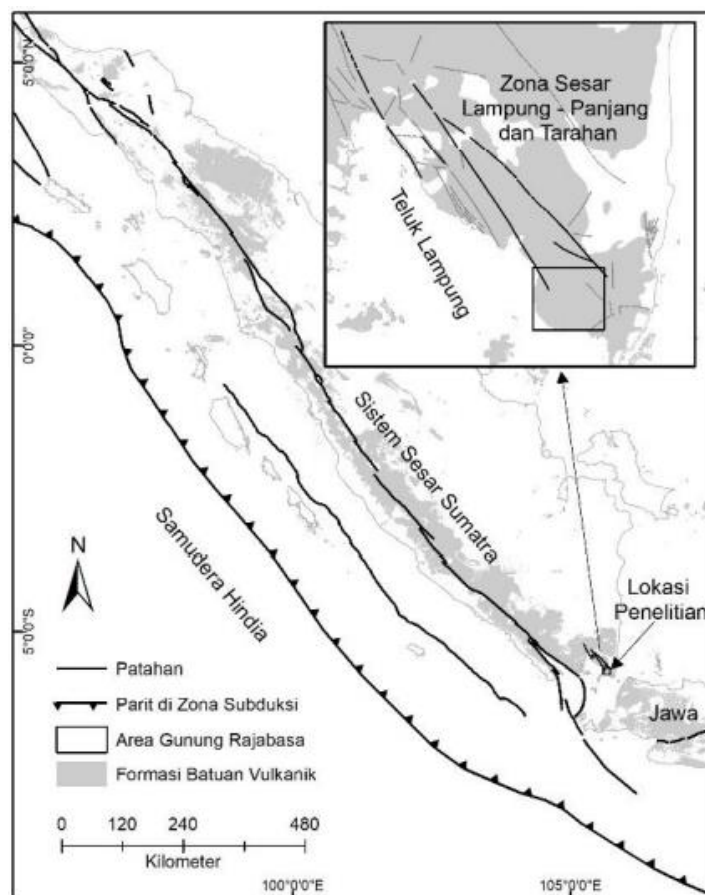 5°0'0"N
Zona Sesar
Lampung - Panjang
dan Tarahan
Teluk Lampung
0°0'0"
Sistem Sesar Sumatra
Samudera Hindia
N
Lokasi
Penelitian
5°0'0"S
Patahan
Parit di Zona Subduksi
Jawa
Area Gunung Rajabasa
Formasi Batuan Vulkanik
0 120 240 480
Kilometer
100°0'0"E
105°0'0"E